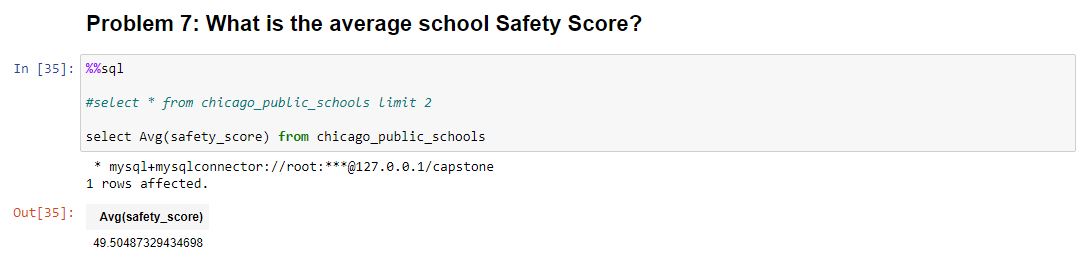 Problem 7: What is the average school Safety Score?
In [35]: %%sql
#select * from chicago_public_schools limit 2
select Avg(safety_score) from chicago_public_schools
* mysql+mysqlconnector://root:***@127.0.0.1/capstone
1 rows affected.
Out[35]: Avg(safety_score)
49.50487329434698